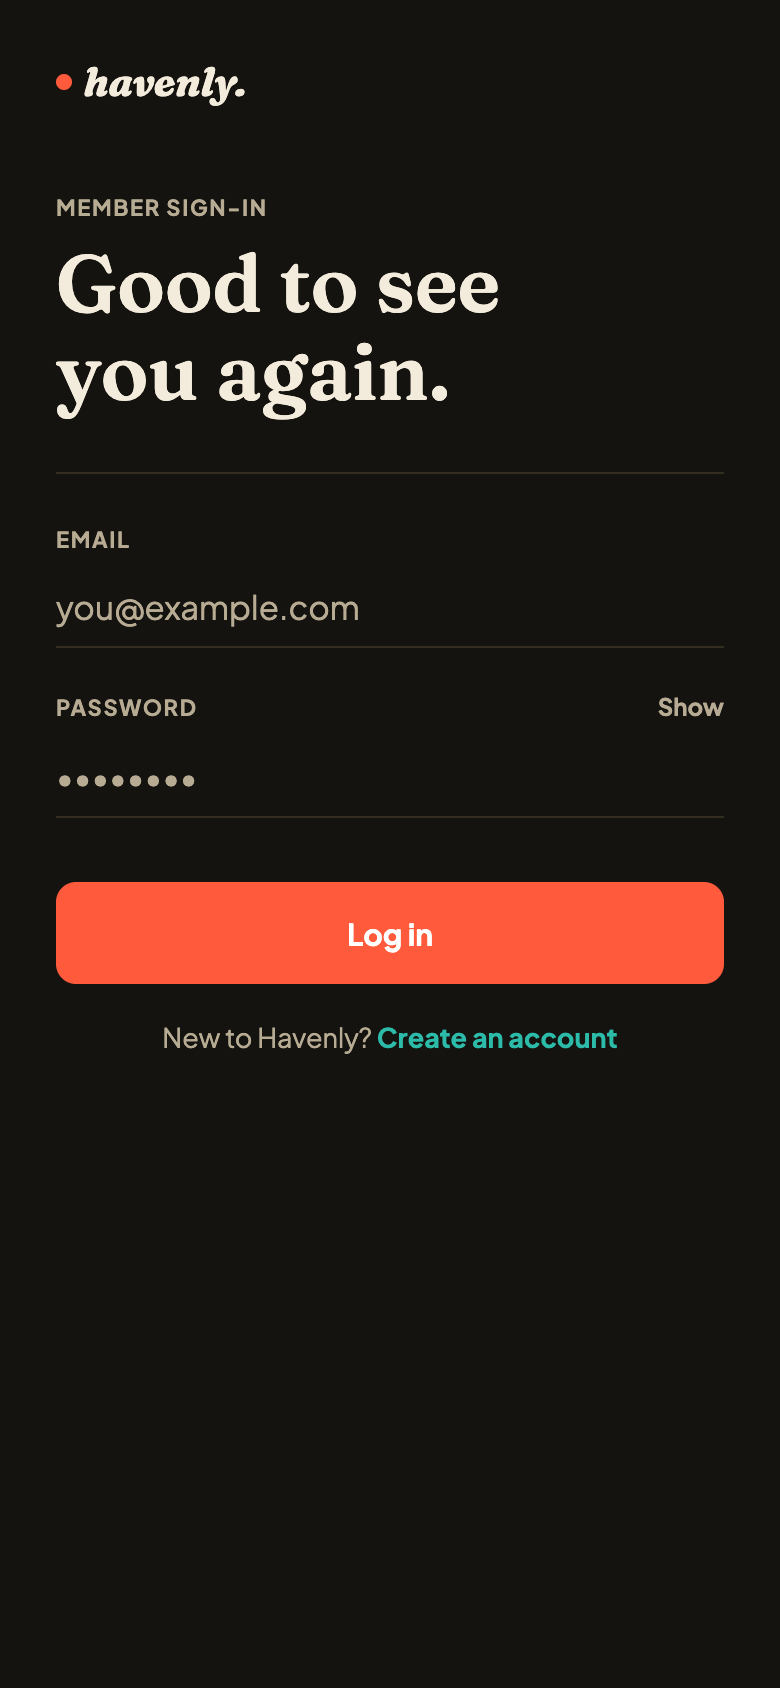 havenly.
MEMBER SIGN-IN
Good to see
you again.
EMAIL
you@example.com
PASSWORD Show
••••••••
Log in
New to Havenly? Create an account